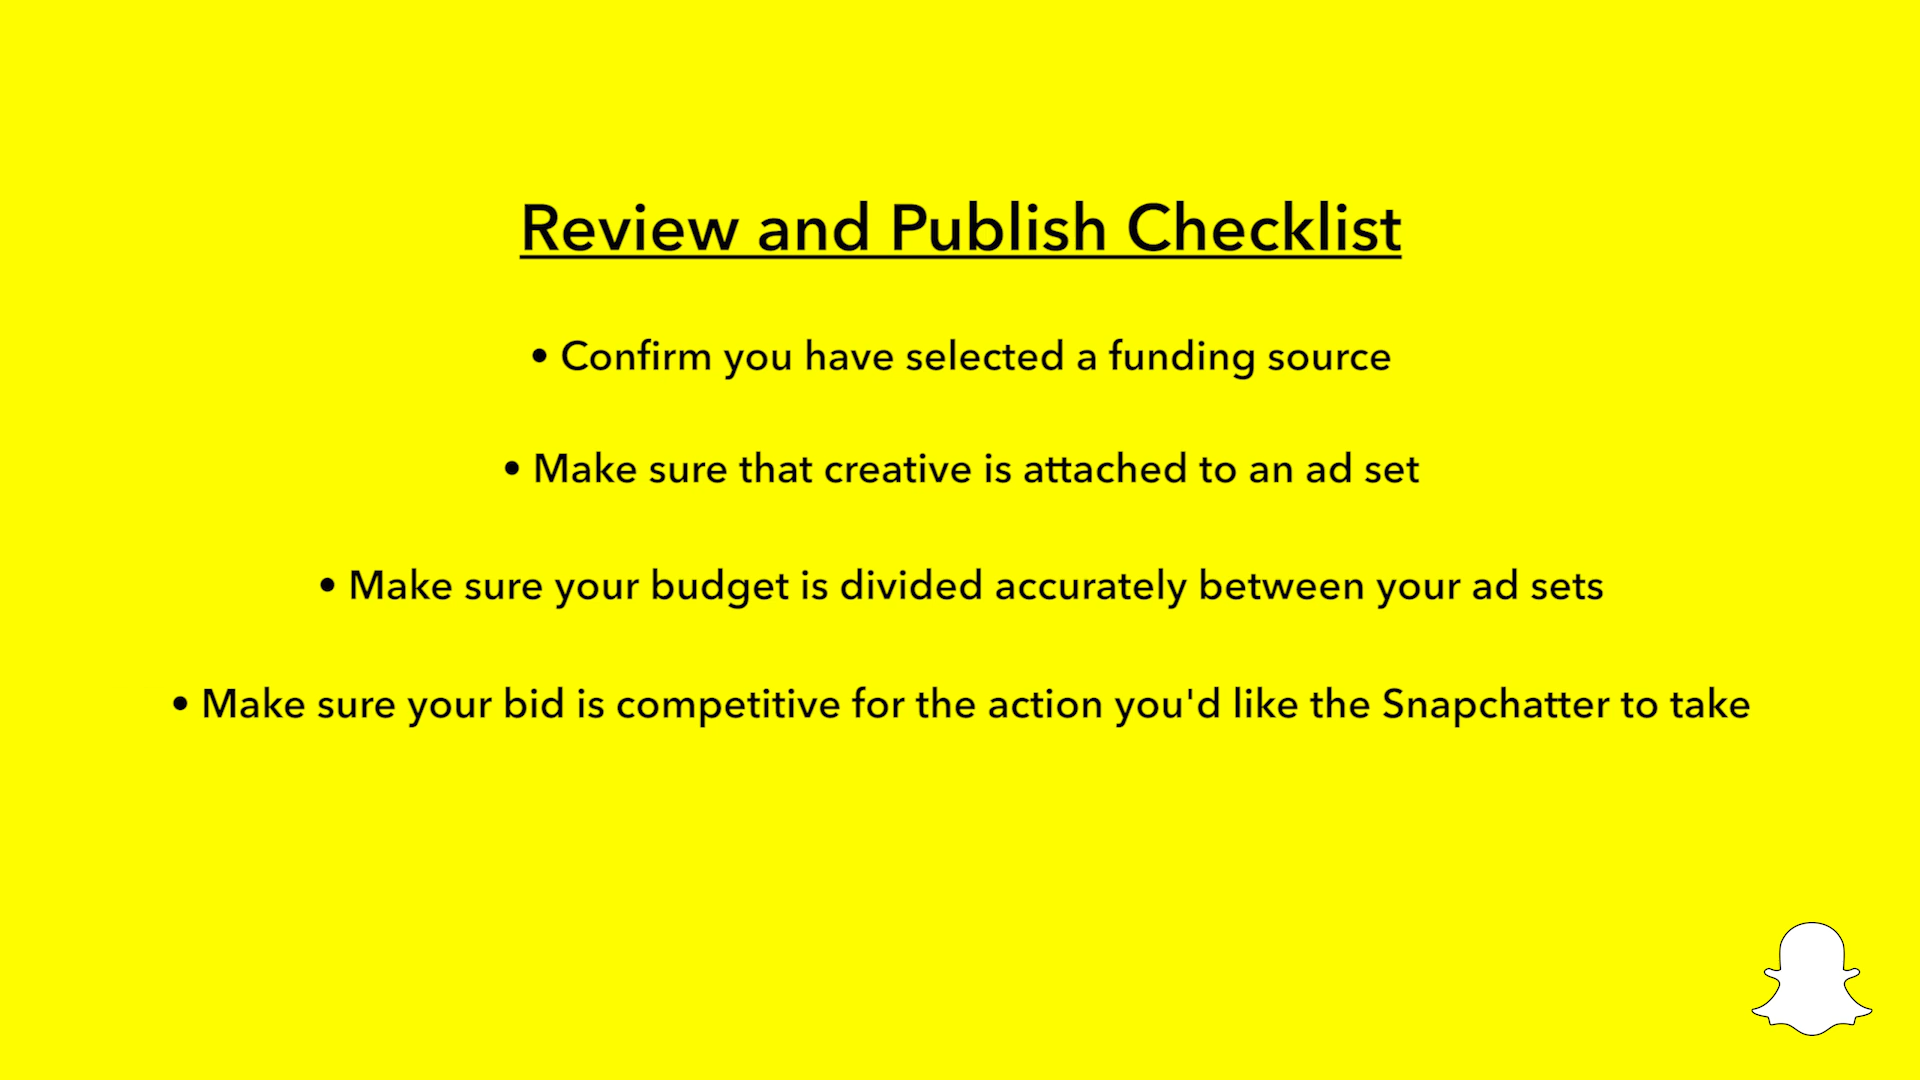 Review and Publish Checklist
• Confirm you have selected a funding source
• Make sure that creative is attached to an ad set
• Make sure your budget is divided accurately between your ad sets
• Make sure your bid is competitive for the action you'd like the Snapchatter to take